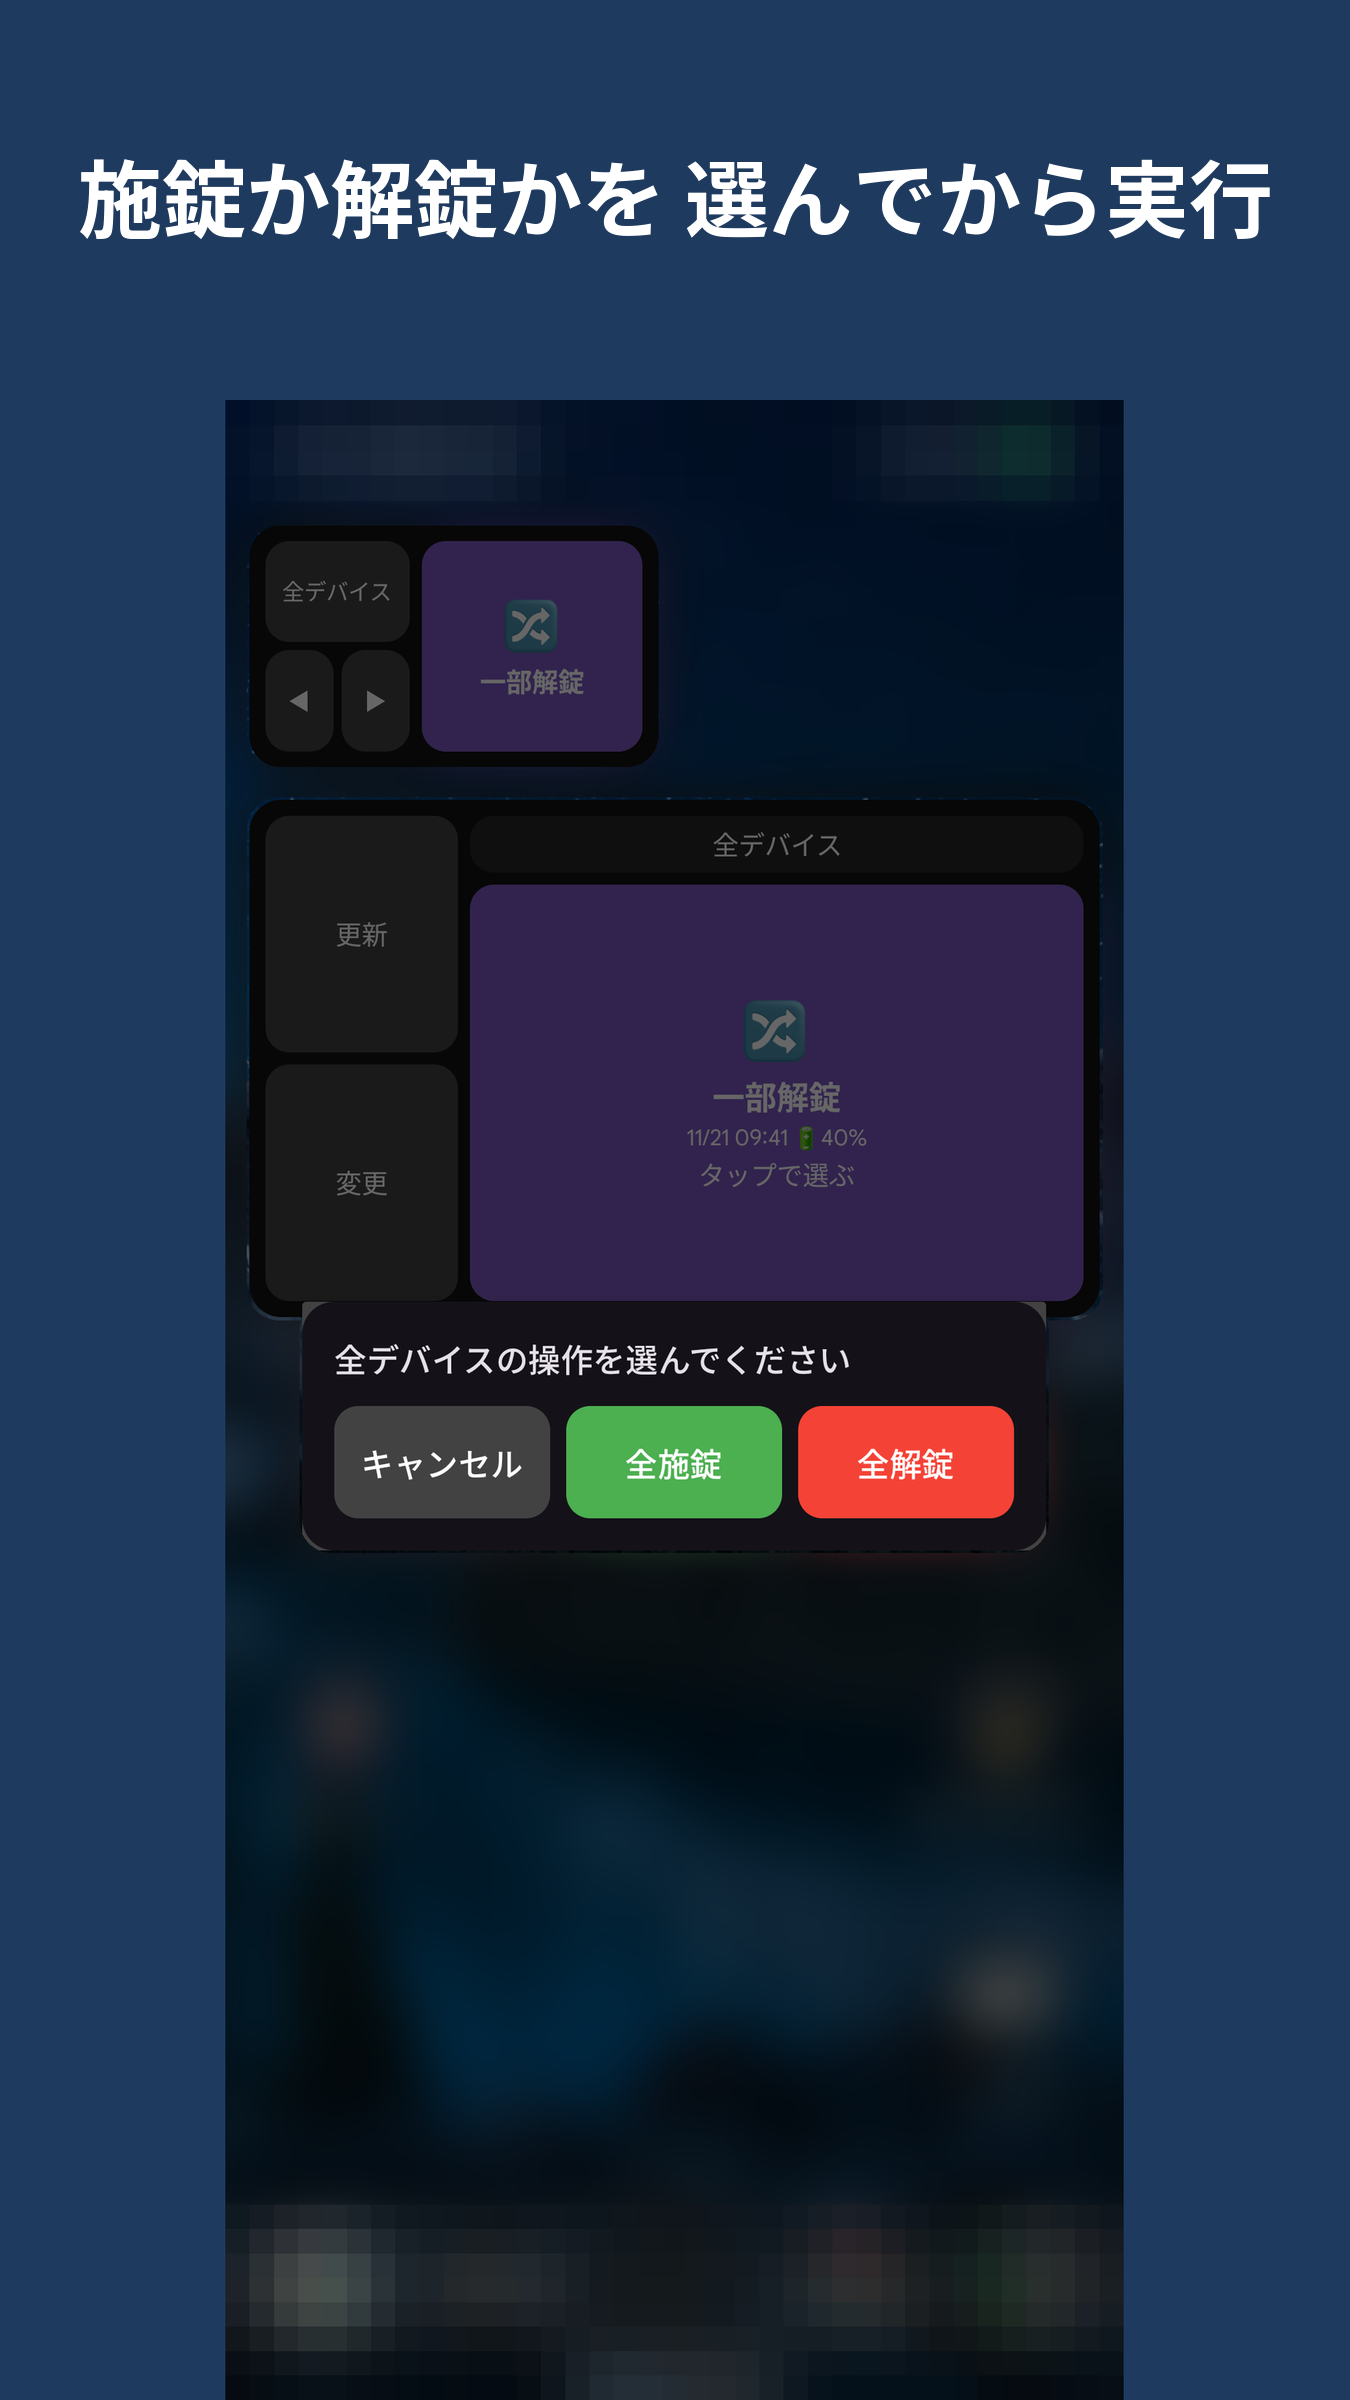 施錠か解錠かを 選んでから実行
全デバイス
◀ ▶
一部解錠
全デバイス
更新
変更
一部解錠
11/21 09:41 🔋 40%
タップで選ぶ
全デバイスの操作を選んでください
キャンセル
全施錠
全解錠